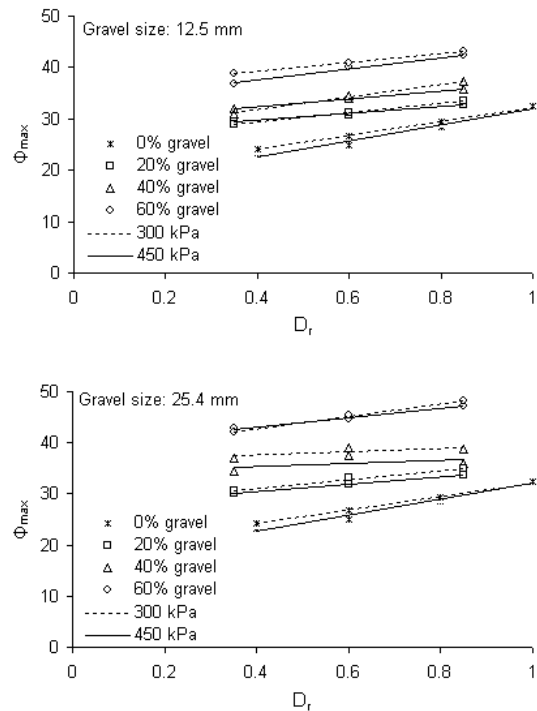 Gravel size: 12.5 mm
50
40
30
20
10
0
Φmax
0% gravel
20% gravel
40% gravel
60% gravel
300 kPa
450 kPa
0 0.2 0.4 0.6 0.8 1
Dr
Gravel size: 25.4 mm
50
40
30
20
10
0
Φmax
0% gravel
20% gravel
40% gravel
60% gravel
300 kPa
450 kPa
0 0.2 0.4 0.6 0.8 1
Dr